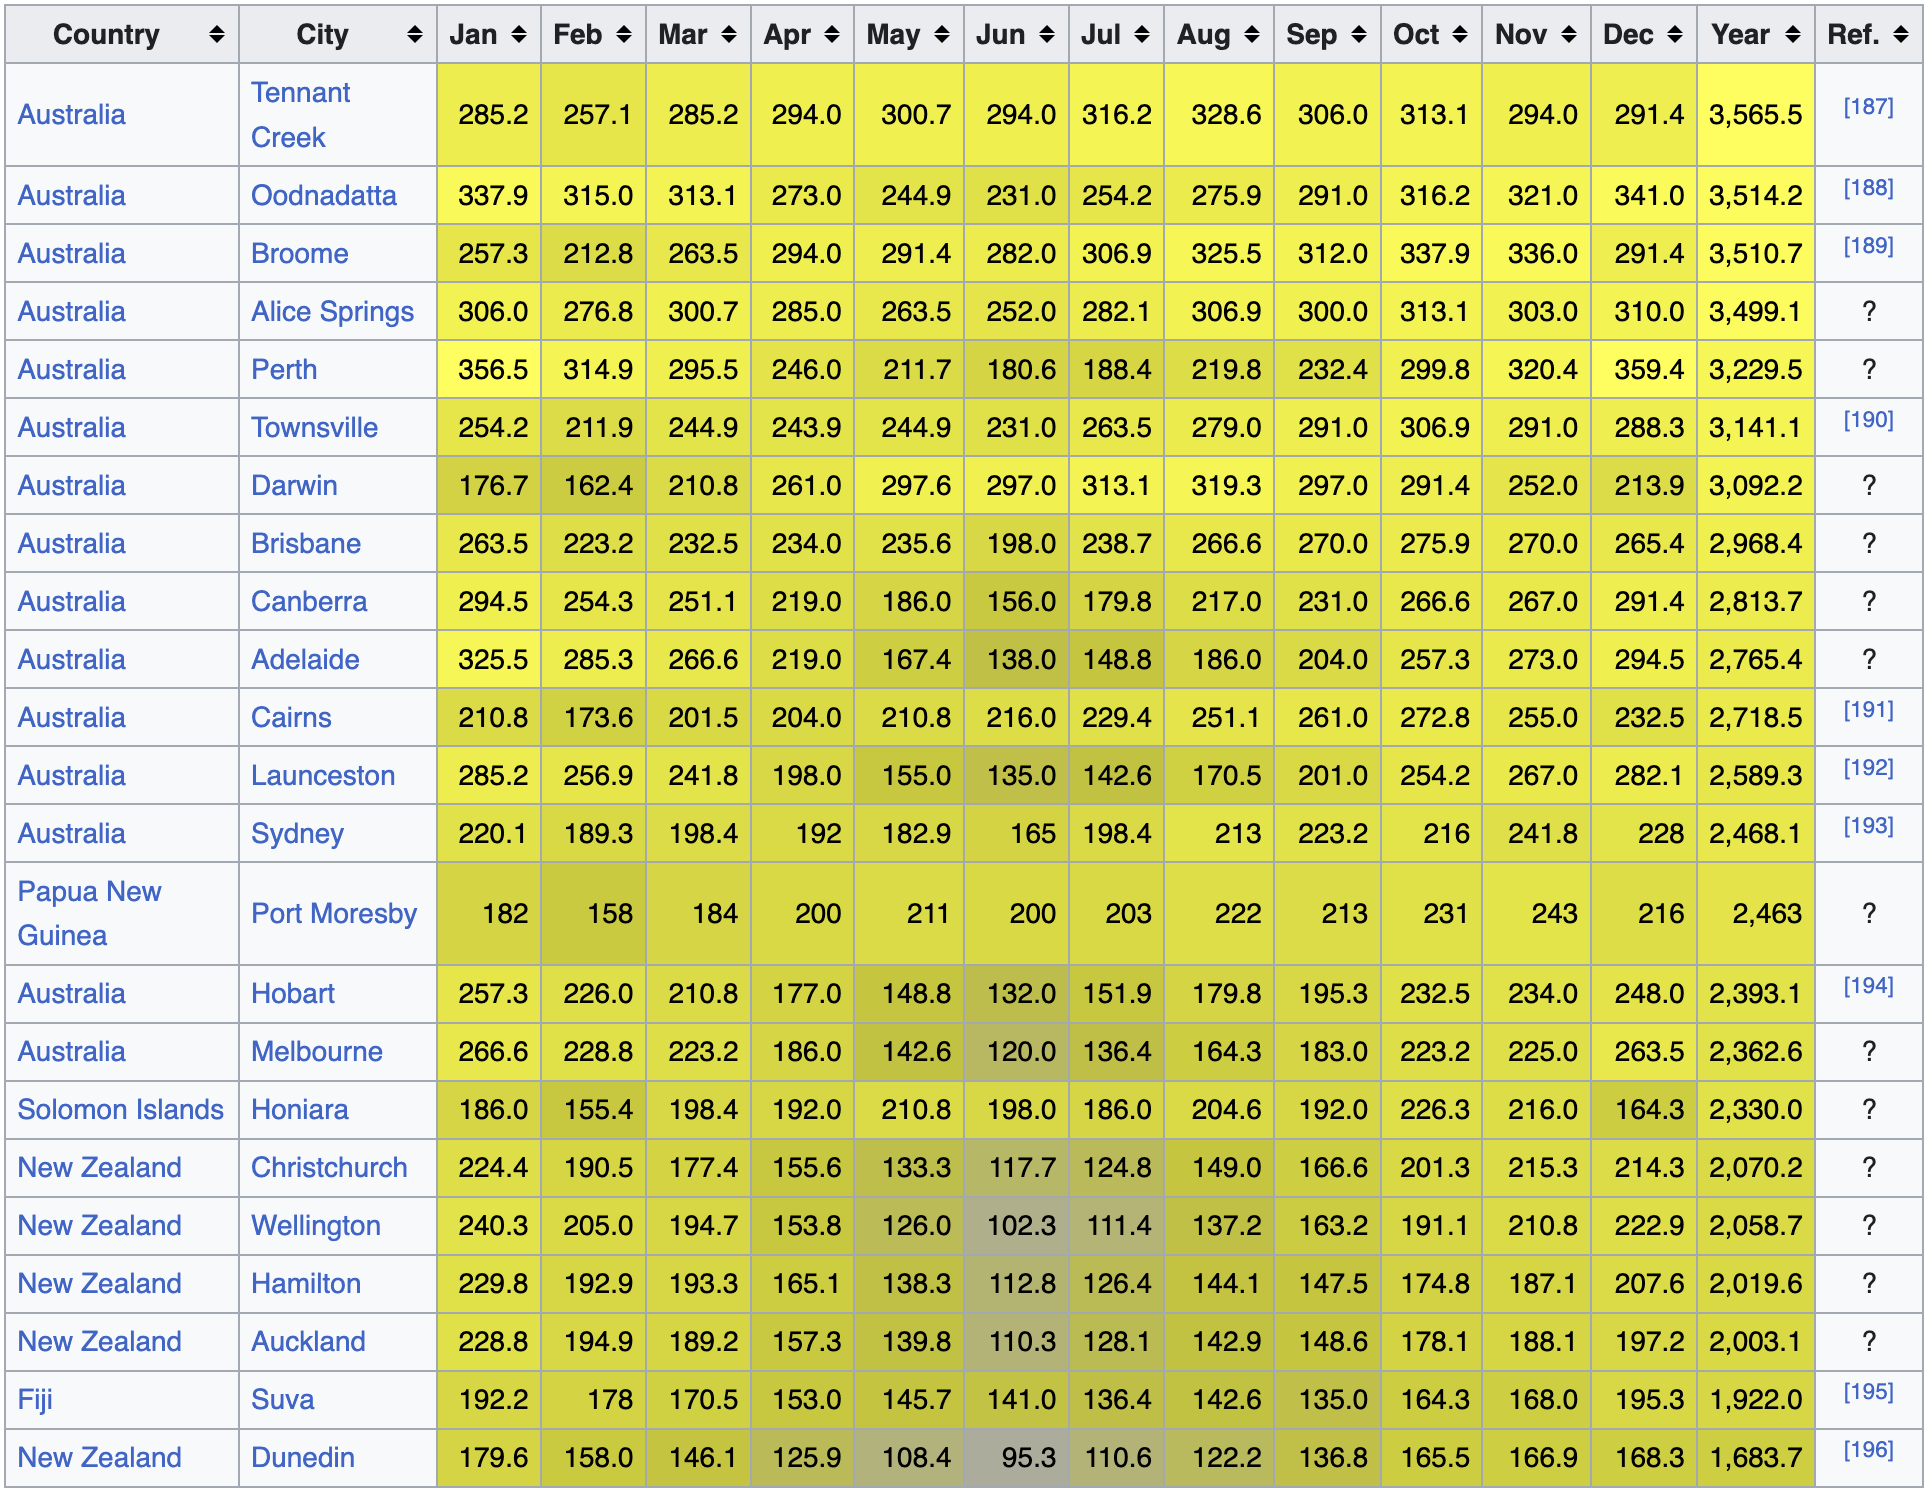 Country City Jan Feb Mar Apr May Jun Jul Aug Sep Oct Nov Dec Year Ref.
Australia Tennant Creek 285.2 257.1 285.2 294.0 300.7 294.0 316.2 328.6 306.0 313.1 294.0 291.4 3,565.5 [187]
Australia Oodnadatta 337.9 315.0 313.1 273.0 244.9 231.0 254.2 275.9 291.0 316.2 321.0 341.0 3,514.2 [188]
Australia Broome 257.3 212.8 263.5 294.0 291.4 282.0 306.9 325.5 312.0 337.9 336.0 291.4 3,510.7 [189]
Australia Alice Springs 306.0 276.8 300.7 285.0 263.5 252.0 282.1 306.9 300.0 313.1 303.0 310.0 3,499.1 ?
Australia Perth 356.5 314.9 295.5 246.0 211.7 180.6 188.4 219.8 232.4 299.8 320.4 359.4 3,229.5 ?
Australia Townsville 254.2 211.9 244.9 243.9 244.9 231.0 263.5 279.0 291.0 306.9 291.0 288.3 3,141.1 [190]
Australia Darwin 176.7 162.4 210.8 261.0 297.6 297.0 313.1 319.3 297.0 291.4 252.0 213.9 3,092.2 ?
Australia Brisbane 263.5 223.2 232.5 234.0 235.6 198.0 238.7 266.6 270.0 275.9 270.0 265.4 2,968.4 ?
Australia Canberra 294.5 254.3 251.1 219.0 186.0 156.0 179.8 217.0 231.0 266.6 267.0 291.4 2,813.7 ?
Australia Adelaide 325.5 285.3 266.6 219.0 167.4 138.0 148.8 186.0 204.0 257.3 273.0 294.5 2,765.4 ?
Australia Cairns 210.8 173.6 201.5 204.0 210.8 216.0 229.4 251.1 261.0 272.8 255.0 232.5 2,718.5 [191]
Australia Launceston 285.2 256.9 241.8 198.0 155.0 135.0 142.6 170.5 201.0 254.2 267.0 282.1 2,589.3 [192]
Australia Sydney 220.1 189.3 198.4 192 182.9 165 198.4 213 223.2 216 241.8 228 2,468.1 [193]
Papua New Guinea Port Moresby 182 158 184 200 211 200 203 222 213 231 243 216 2,463 ?
Australia Hobart 257.3 226.0 210.8 177.0 148.8 132.0 151.9 179.8 195.3 232.5 234.0 248.0 2,393.1 [194]
Australia Melbourne 266.6 228.8 223.2 186.0 142.6 120.0 136.4 164.3 183.0 223.2 225.0 263.5 2,362.6 ?
Solomon Islands Honiara 186.0 155.4 198.4 192.0 210.8 198.0 186.0 204.6 192.0 226.3 216.0 164.3 2,330.0 ?
New Zealand Christchurch 224.4 190.5 177.4 155.6 133.3 117.7 124.8 149.0 166.6 201.3 215.3 214.3 2,070.2 ?
New Zealand Wellington 240.3 205.0 194.7 153.8 126.0 102.3 111.4 137.2 163.2 191.1 210.8 222.9 2,058.7 ?
New Zealand Hamilton 229.8 192.9 193.3 165.1 138.3 112.8 126.4 144.1 147.5 174.8 187.1 207.6 2,019.6 ?
New Zealand Auckland 228.8 194.9 189.2 157.3 139.8 110.3 128.1 142.9 148.6 178.1 188.1 197.2 2,003.1 ?
Fiji Suva 192.2 178 170.5 153.0 145.7 141.0 136.4 142.6 135.0 164.3 168.0 195.3 1,922.0 [195]
New Zealand Dunedin 179.6 158.0 146.1 125.9 108.4 95.3 110.6 122.2 136.8 165.5 166.9 168.3 1,683.7 [196]